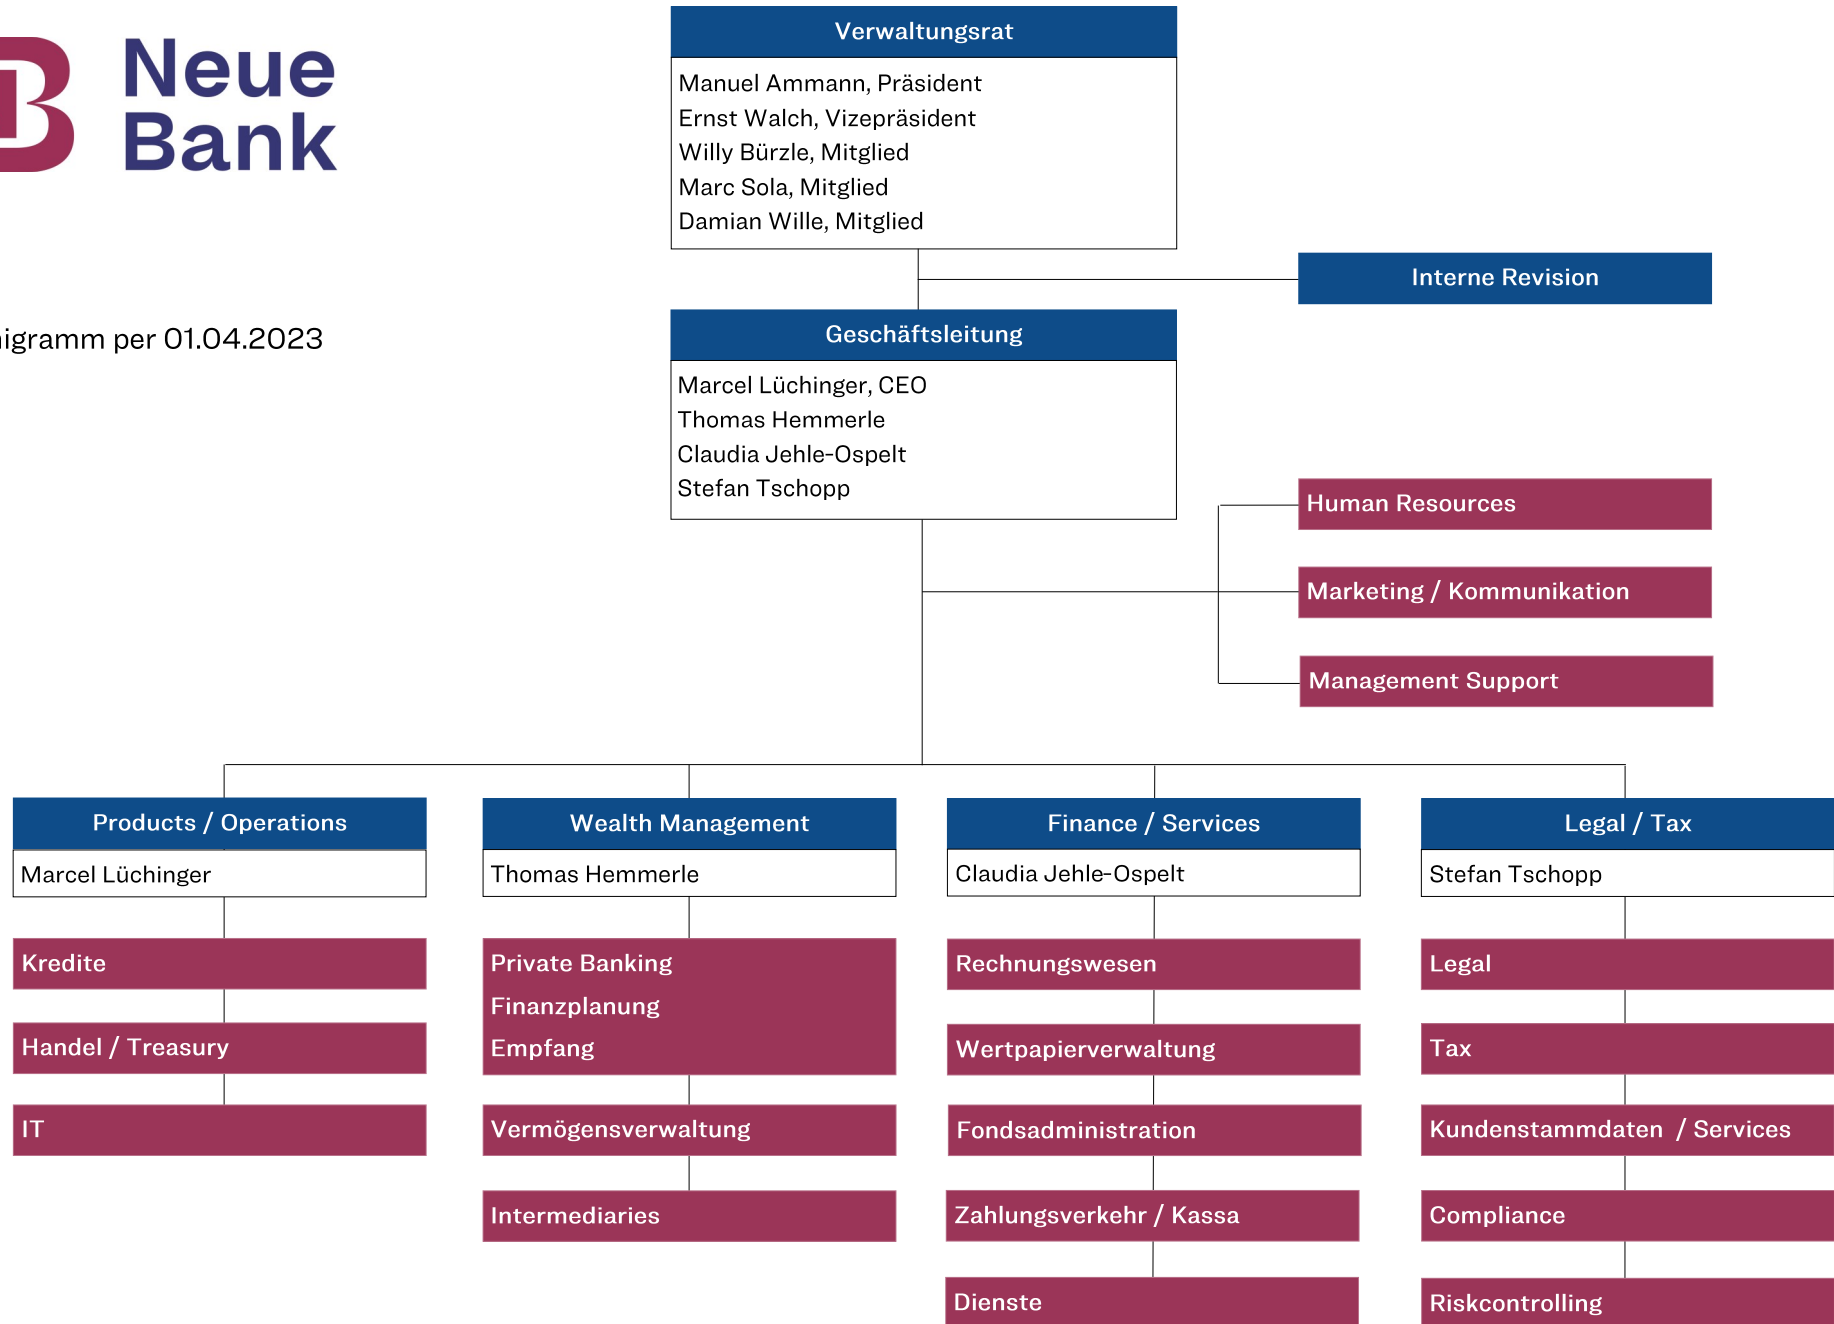 Neue
Bank
Verwaltungsrat
Manuel Ammann, Präsident
Ernst Walch, Vizepräsident
Willy Bürzle, Mitglied
Marc Sola, Mitglied
Damian Wille, Mitglied
Interne Revision
per 01.04.2023
Geschäftsleitung
Marcel Lüchinger, CEO
Thomas Hemmerle
Claudia Jehle-Ospelt
Stefan Tschopp
Human Resources
Marketing / Kommunikation
Management Support
Products / Operations
Marcel Lüchinger
Kredite
Handel / Treasury
IT
Wealth Management
Thomas Hemmerle
Private Banking
Finanzplanung
Empfang
Vermögensverwaltung
Intermediaries
Finance / Services
Claudia Jehle-Ospelt
Rechnungswesen
Wertpapierverwaltung
Fondsadministration
Zahlungsverkehr / Kassa
Dienste
Legal / Tax
Stefan Tschopp
Legal
Tax
Kundenstammdaten / Services
Compliance
Riskcontrolling